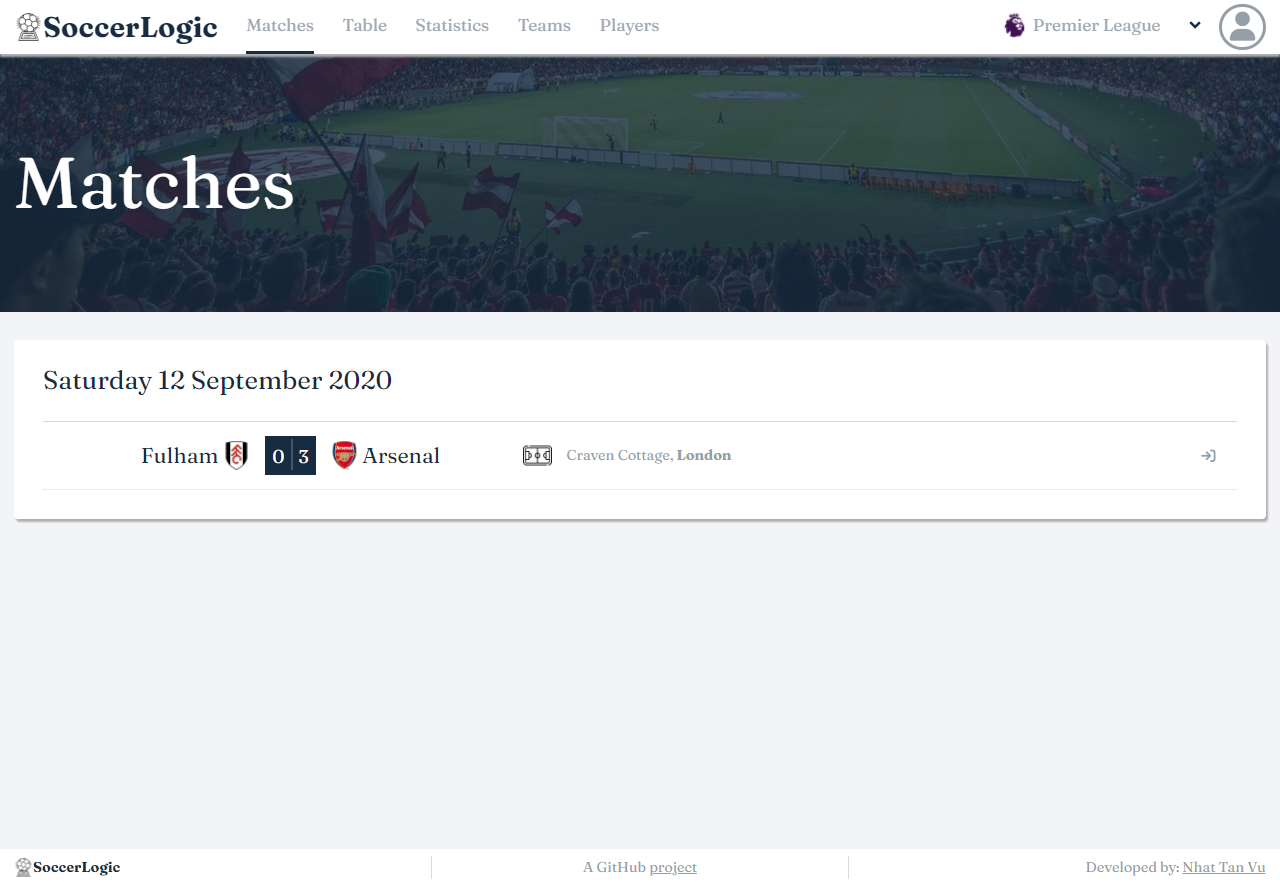 SoccerLogic Matches Table Statistics Teams Players Premier League
Matches
Saturday 12 September 2020
Fulham 0 3 Arsenal Craven Cottage, London
SoccerLogic A GitHub project Developed by: Nhat Tan Vu